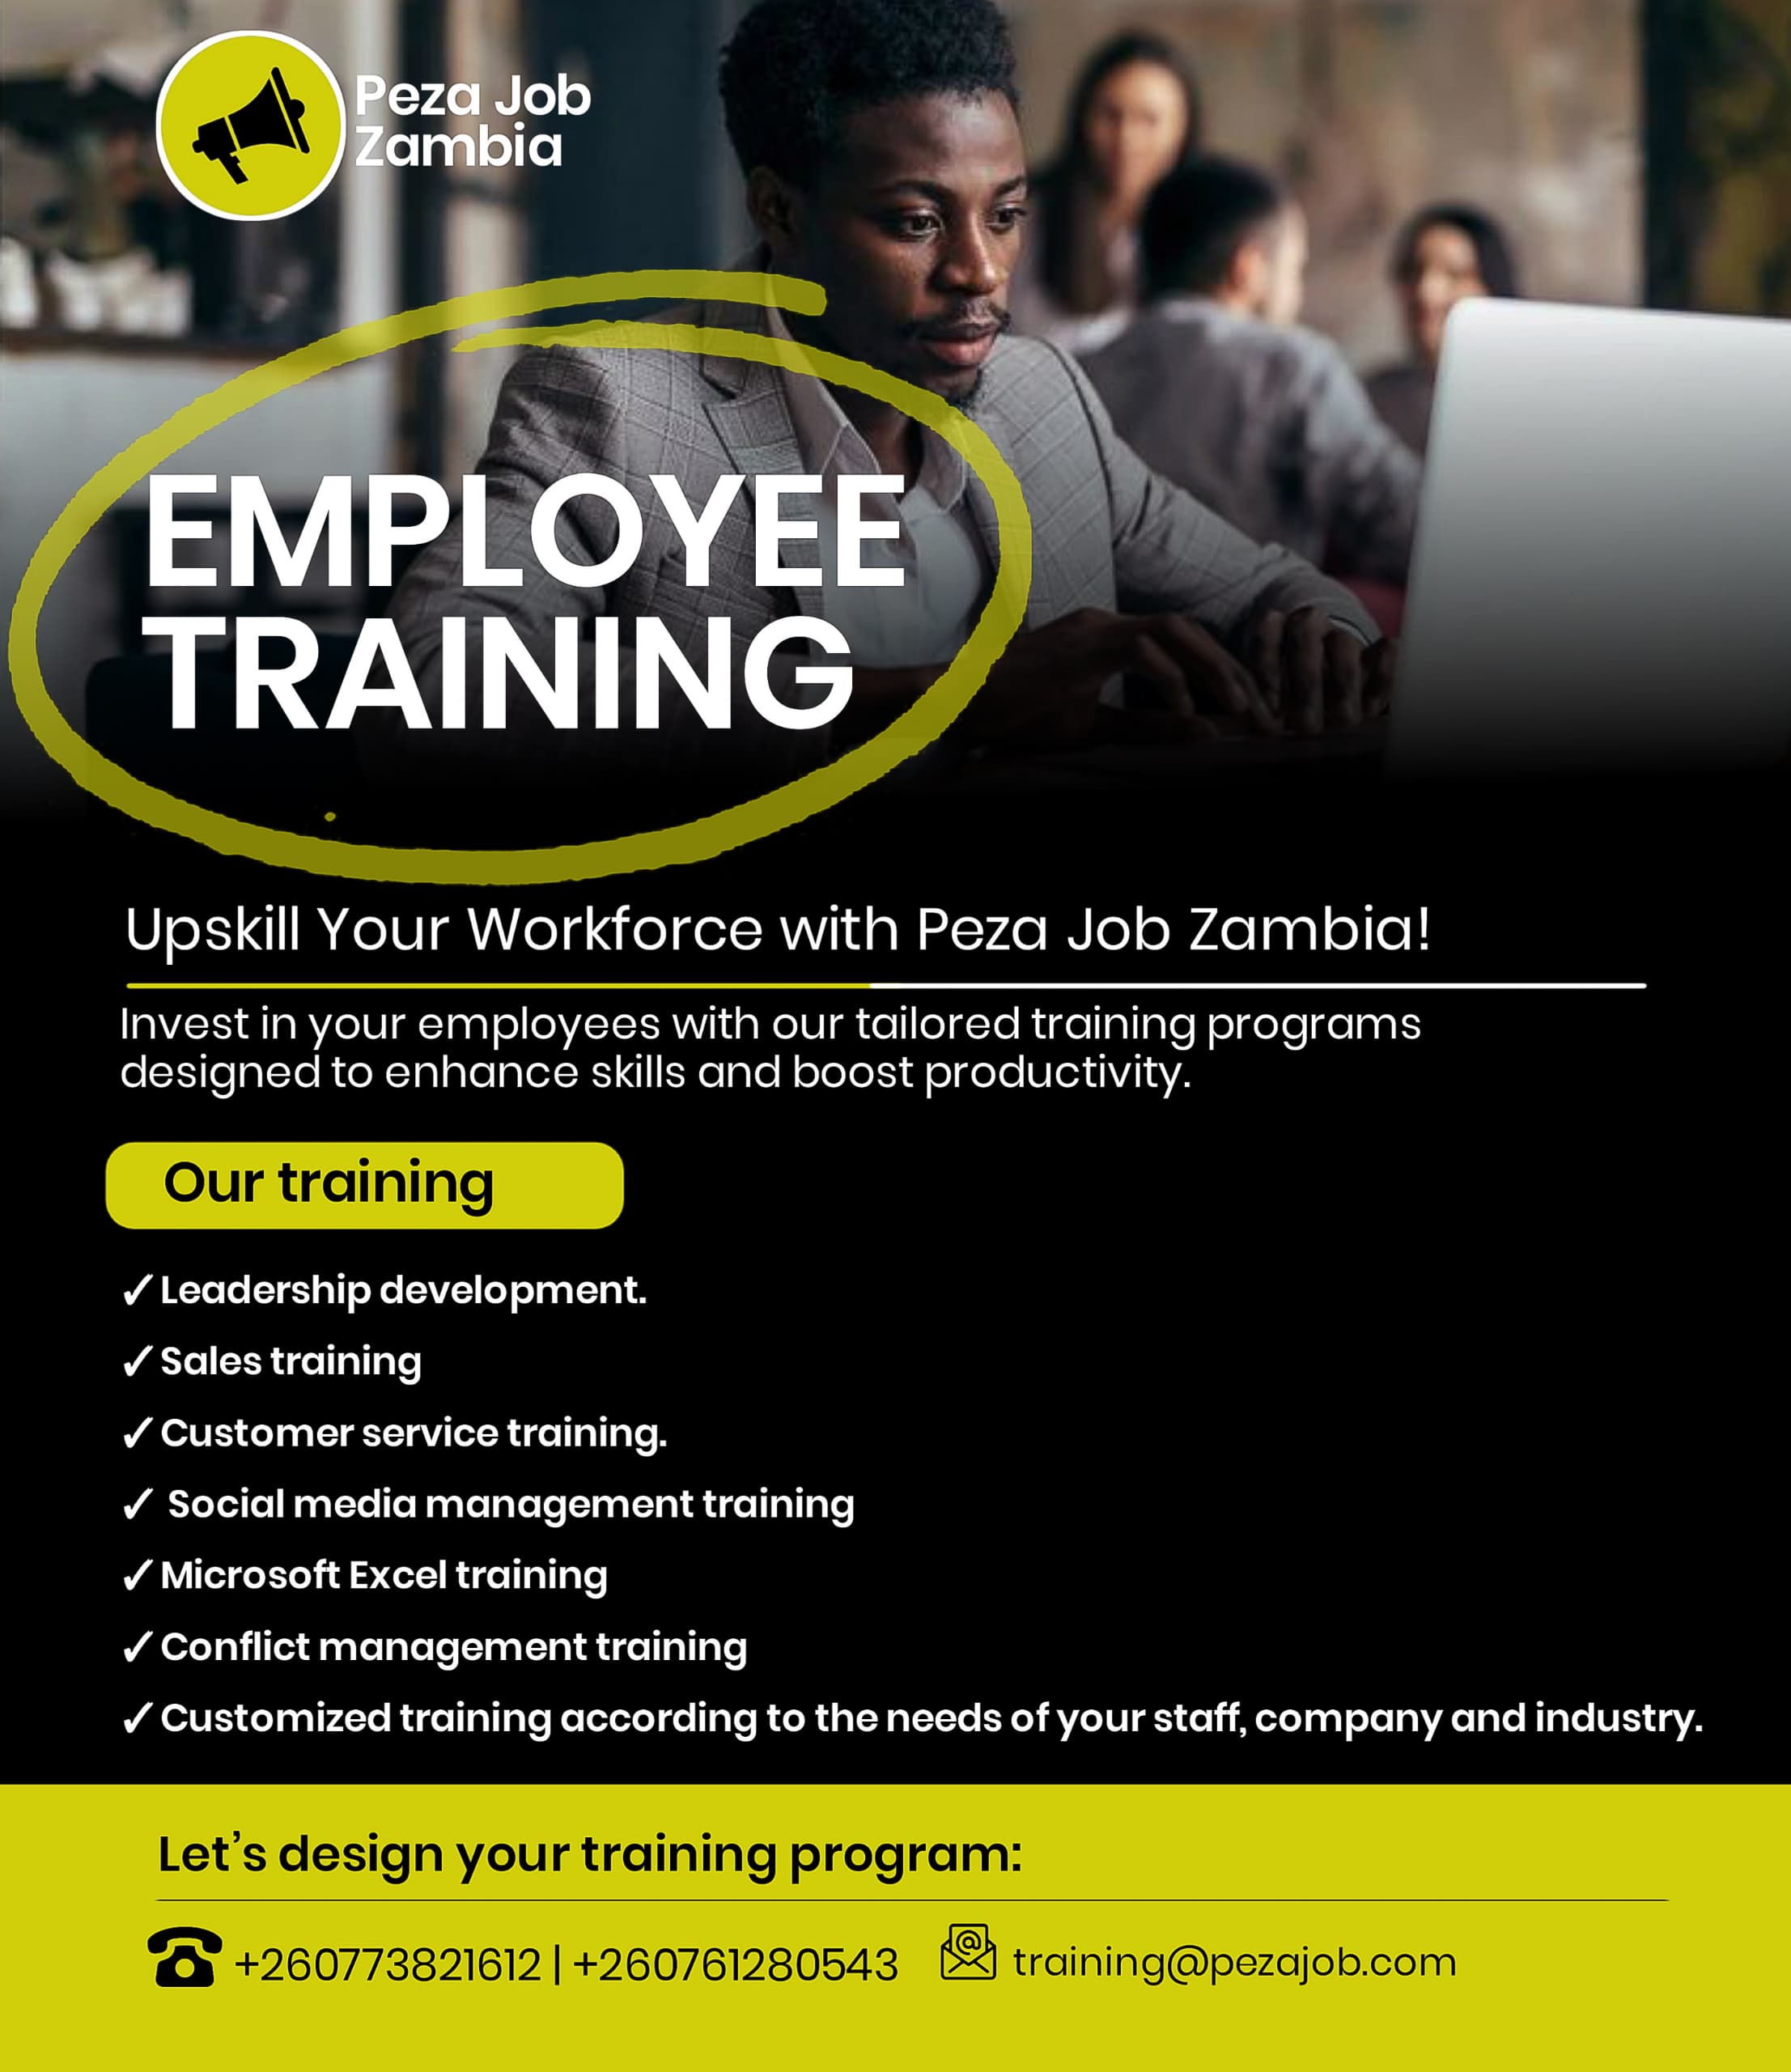 Peza Job
Zambia
EMPLOYEE
TRAINING
Upskill Your Workforce with Peza Job Zambia!
Invest in your employees with our tailored training programs
designed to enhance skills and boost productivity.
Our training
✓Leadership development.
✓Sales training
✓Customer service training.
✓ Social media management training
✓Microsoft Excel training
✓Conflict management training
✓Customized training according to the needs of your staff, company and industry.
Let's design your training program:
+260773821612 | +260761280543 training@pezajob.com